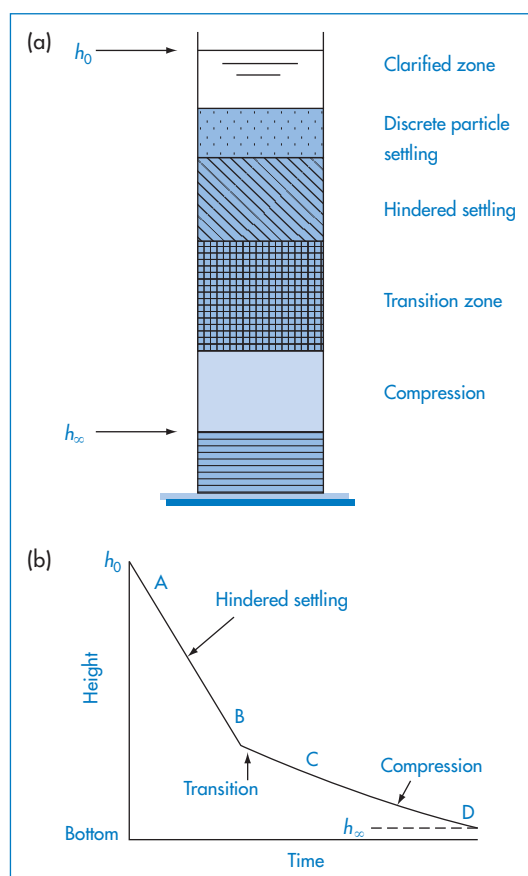 (a)
h₀
Clarified zone
Discrete particle
settling
Hindered settling
Transition zone
Compression
h∞
(b)
h₀
A
Hindered settling
Height
B
C
Transition
Compression
D
h∞
Bottom
Time